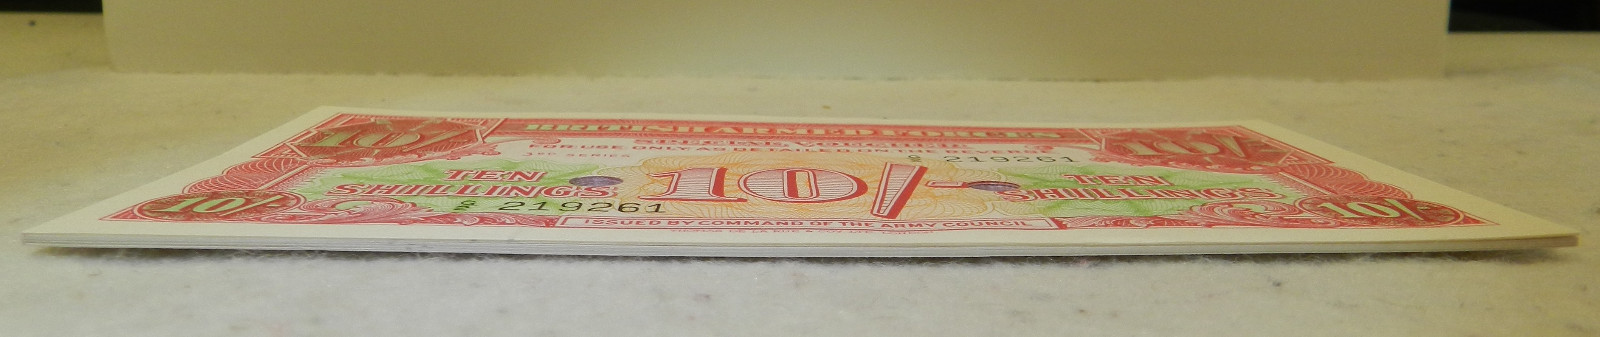 BRITISH ARMED FORCES
10/- SPECIAL VOUCHER 10/-
FOR USE ONLY AS DETAILED ON THE REVERSE
SERIES
219261
TEN SHILLINGS
10/-
TEN SHILLINGS
219261
10/-
10/-
ISSUED BY COMMAND OF THE ARMY COUNCIL